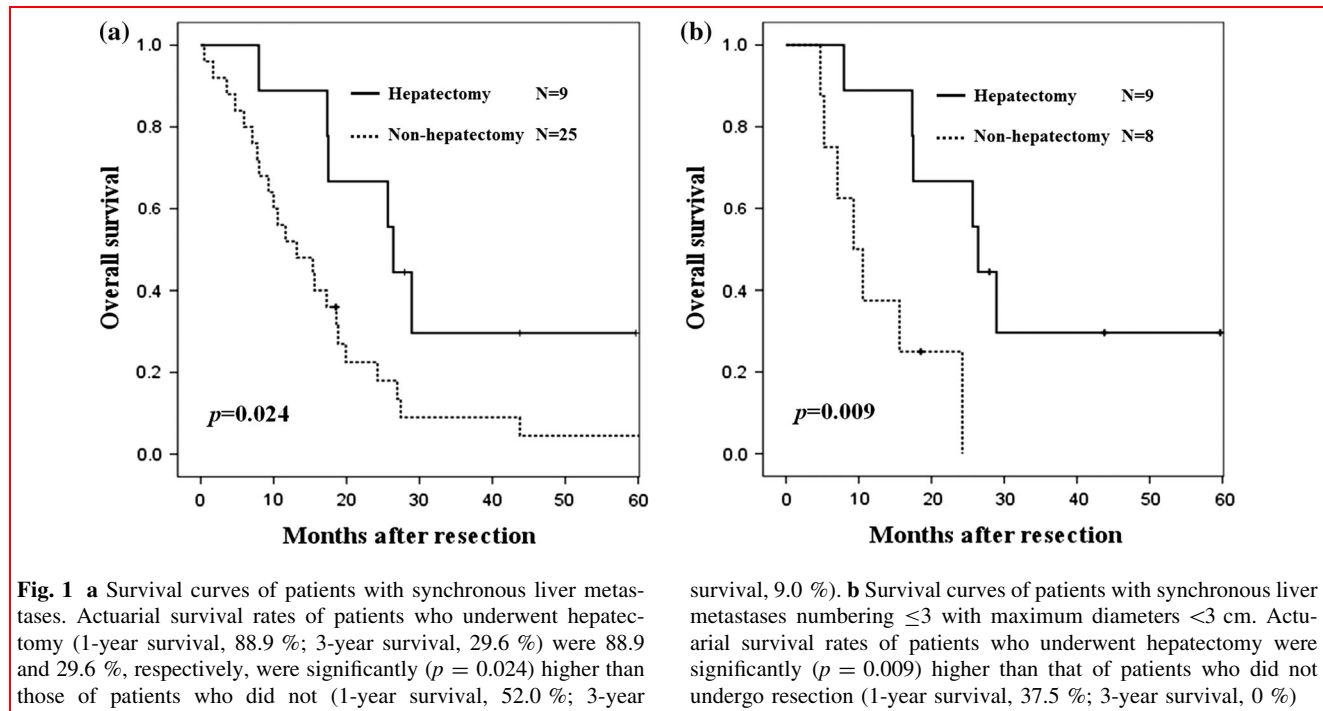 (a)
1.0
0.8
0.6
0.4
0.2
0.0
Overall survival
Hepatectomy N=9
Non-hepatectomy N=25
p=0.024
0 10 20 30 40 50 60
Months after resection
(b)
1.0
0.8
0.6
0.4
0.2
0.0
Overall survival
Hepatectomy N=9
Non-hepatectomy N=8
p=0.009
0 10 20 30 40 50 60
Months after resection
Fig. 1 a Survival curves of patients with synchronous liver metas-
tases. Actuarial survival rates of patients who underwent hepatec-
tomy (1-year survival, 88.9 %; 3-year survival, 29.6 %) were 88.9
and 29.6 %, respectively, were significantly (p = 0.024) higher than
those of patients who did not (1-year survival, 52.0 %; 3-year
survival, 9.0 %). b Survival curves of patients with synchronous liver
metastases numbering ≤3 with maximum diameters <3 cm. Actu-
arial survival rates of patients who underwent hepatectomy were
significantly (p = 0.009) higher than that of patients who did not
undergo resection (1-year survival, 37.5 %; 3-year survival, 0 %)